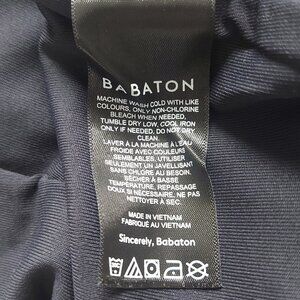 BABATON
MACHINE WASH COLD WITH LIKE
COLOURS, ONLY NON-CHLORINE
BLEACH WHEN NEEDED,
TUMBLE DRY LOW, COOL IRON
ONLY IF NEEDED. DO NOT DRY
CLEAN.
LAVER À LA MACHINE À L'EAU
FROIDE AVEC COULEURS
SEMBLABLES, UTILISER
SEULEMENT UN JAVELLISANT
SANS CHLORE AU BESOIN,
SÉCHER À BASSE
TEMPÉRATURE, REPASSAGE
DOUX SI NÉCESSAIRE. NE PAS
NETTOYER À SEC.
MADE IN VIETNAM
FABRIQUÉ AU VIETNAM
Sincerely, Babaton